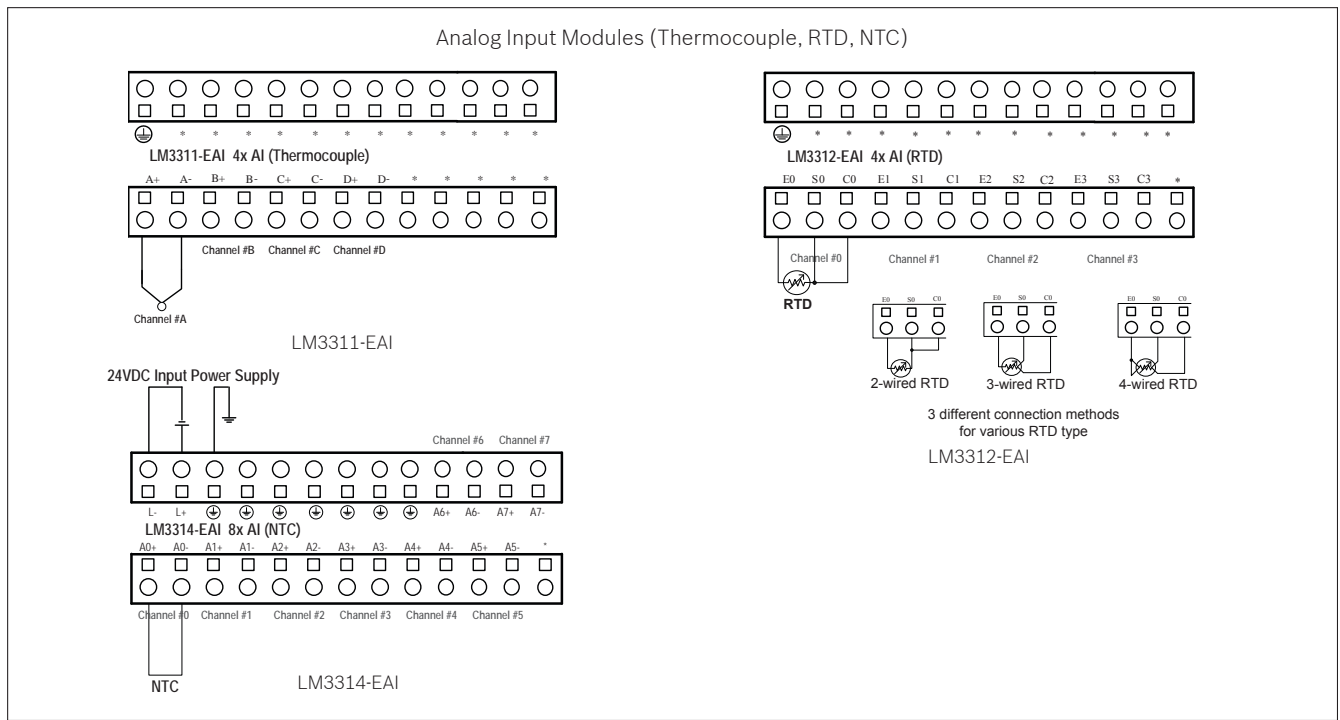 Analog Input Modules (Thermocouple, RTD, NTC)
* * * * * * * * * * * *
LM3311-EAI 4x AI (Thermocouple)
A+ A- B+ B- C+ C- D+ D- * * * * *
Channel #B Channel #C Channel #D
Channel #A
LM3311-EAI
* * * * * * * * * * * *
LM3312-EAI 4x AI (RTD)
E0 S0 C0 E1 S1 C1 E2 S2 C2 E3 S3 C3 *
Channel #0 Channel #1 Channel #2 Channel #3
RTD
E0 S0 C0 E0 S0 C0 E0 S0 C0
2-wired RTD 3-wired RTD 4-wired RTD
3 different connection methods
for various RTD type
LM3312-EAI
24VDC Input Power Supply
Channel #6 Channel #7
L- L+ A6+ A6- A7+ A7-
LM3314-EAI 8x AI (NTC)
A0+ A0- A1+ A1- A2+ A2- A3+ A3- A4+ A4- A5+ A5- *
Channel #0 Channel #1 Channel #2 Channel #3 Channel #4 Channel #5
NTC
LM3314-EAI